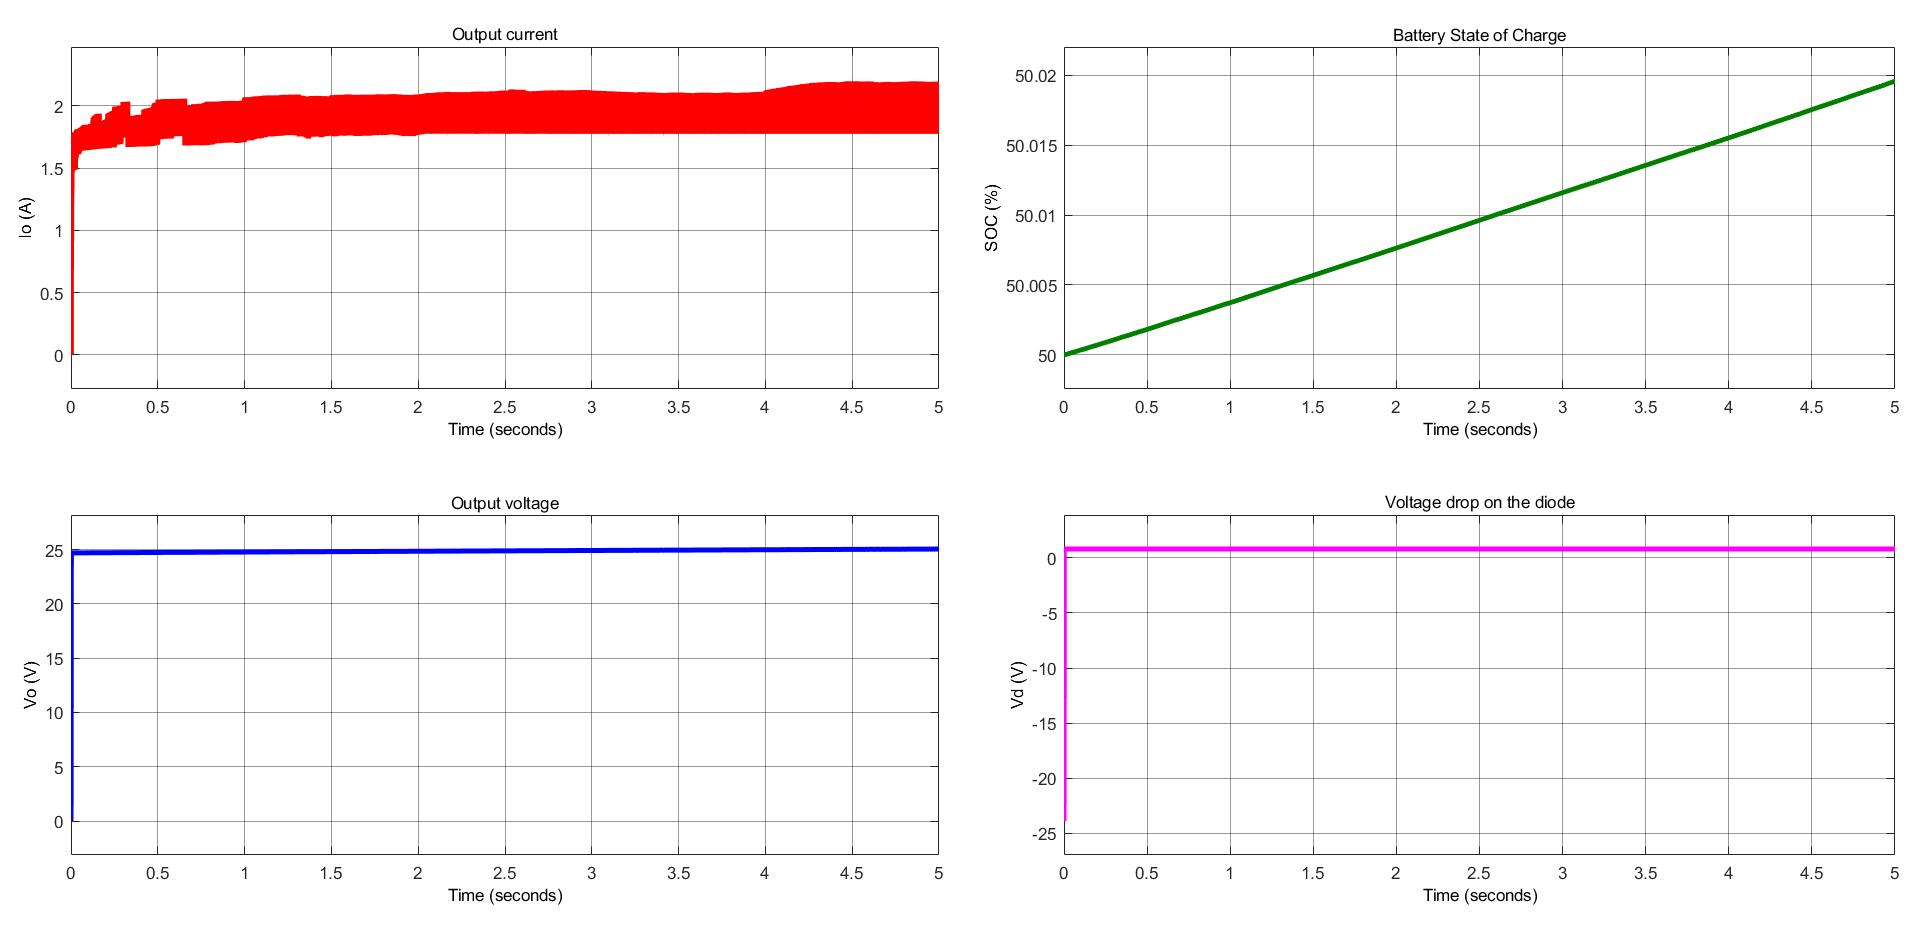 Output current
2
1.5
1
0.5
0
Io (A)
0 0.5 1 1.5 2 2.5 3 3.5 4 4.5 5
Time (seconds)
Battery State of Charge
50.02
50.015
50.01
50.005
50
SOC (%)
0 0.5 1 1.5 2 2.5 3 3.5 4 4.5 5
Time (seconds)
Output voltage
25
20
15
10
5
0
Vo (V)
0 0.5 1 1.5 2 2.5 3 3.5 4 4.5 5
Time (seconds)
Voltage drop on the diode
0
-5
-10
-15
-20
-25
Vd (V)
0 0.5 1 1.5 2 2.5 3 3.5 4 4.5 5
Time (seconds)